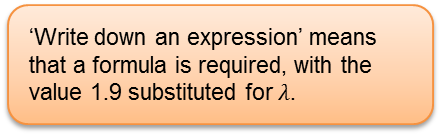 ‘Write down an expression’ means
that a formula is required, with the
value 1.9 substituted for 𝜆.